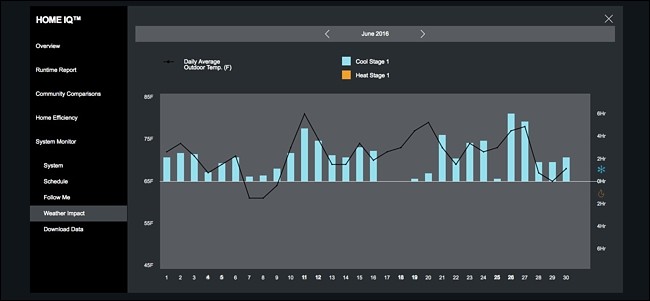 HOME IQ™
Overview
Runtime Report
Community Comparisons
Home Efficiency
System Monitor
System
Schedule
Follow Me
Weather Impact
Download Data
June 2016
Daily Average
Outdoor Temp. (F)
Cool Stage 1
Heat Stage 1
85F
75F
65F
55F
45F
6Hr
4Hr
2Hr
0Hr
2Hr
4Hr
6Hr
1 2 3 4 5 6 7 8 9 10 11 12 13 14 15 16 17 18 19 20 21 22 23 24 25 26 27 28 29 30